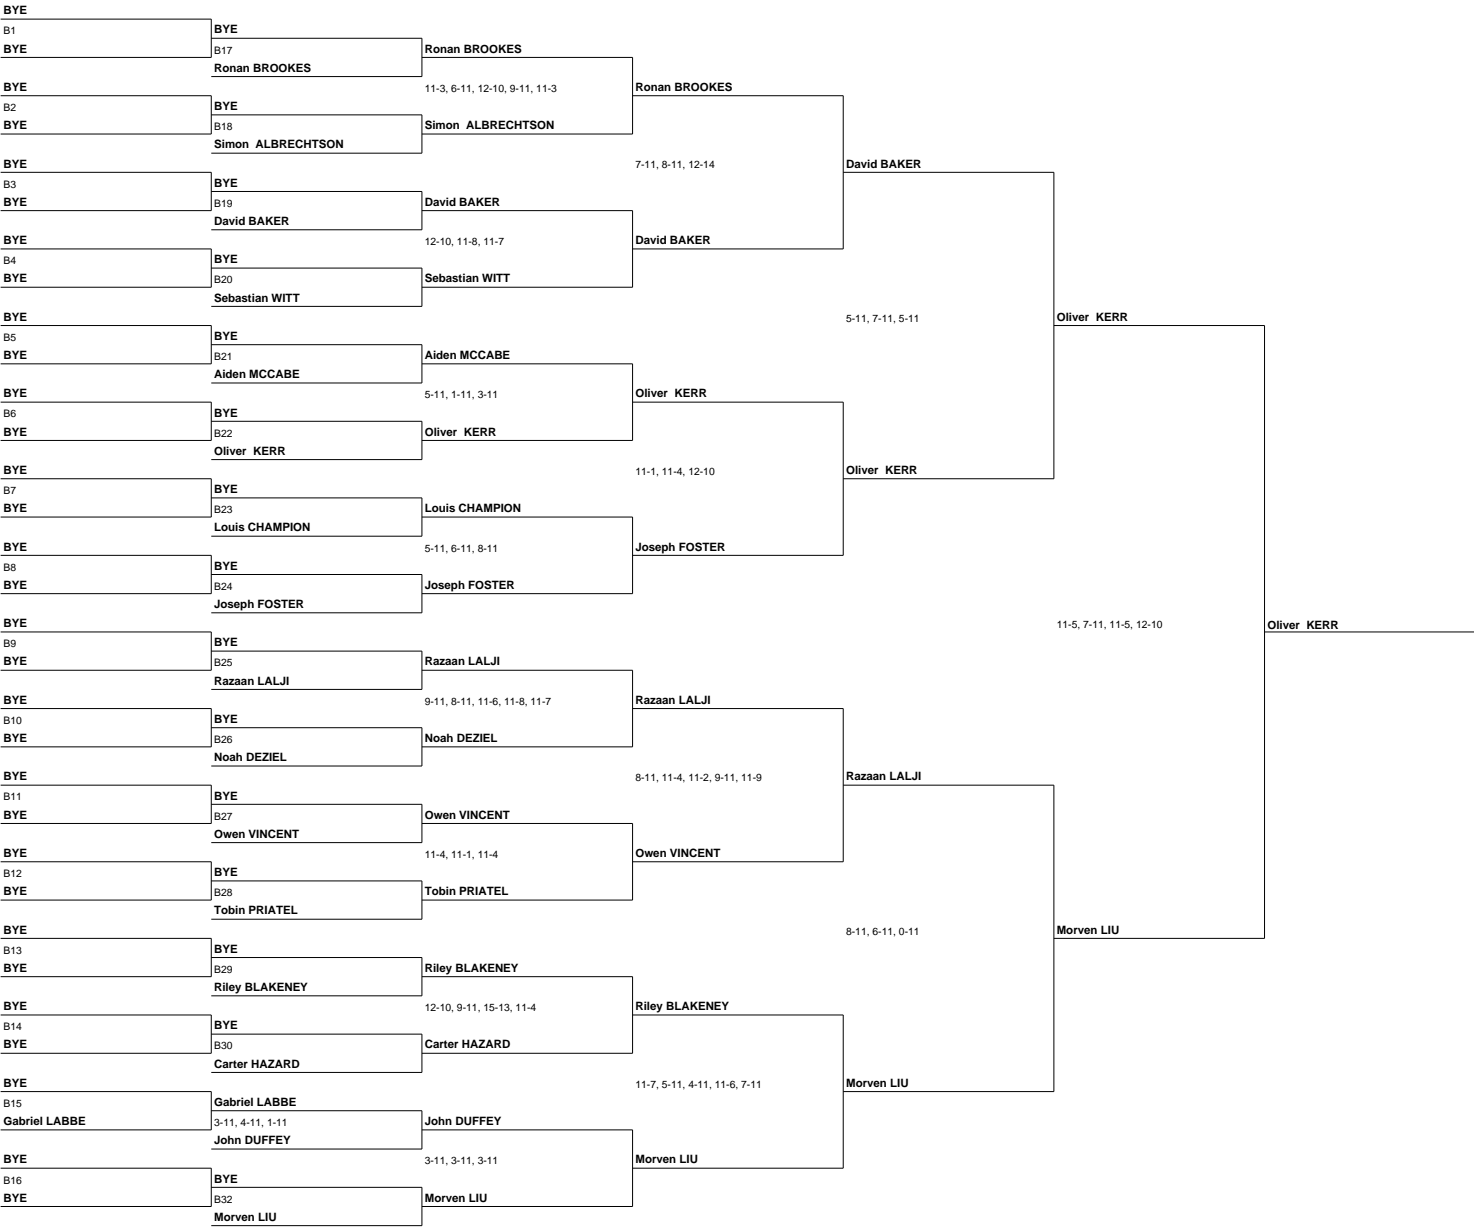 BYE
B1
BYE
BYE
B17
Ronan BROOKES
Ronan BROOKES
BYE
B2
BYE
BYE
B18
Simon  ALBRECHTSON
11-3, 6-11, 12-10, 9-11, 11-3
Simon  ALBRECHTSON
Ronan BROOKES
BYE
B3
BYE
BYE
B19
David BAKER
David BAKER
BYE
B4
BYE
BYE
B20
Sebastian WITT
12-10, 11-8, 11-7
Sebastian WITT
7-11, 8-11, 12-14
David BAKER
David BAKER
BYE
B5
BYE
BYE
B21
Aiden MCCABE
Aiden MCCABE
BYE
B6
BYE
BYE
B22
Oliver  KERR
5-11, 1-11, 3-11
Oliver  KERR
Oliver  KERR
5-11, 7-11, 5-11
Oliver  KERR
BYE
B7
BYE
BYE
B23
Louis CHAMPION
Louis CHAMPION
BYE
B8
BYE
BYE
B24
Joseph FOSTER
5-11, 6-11, 8-11
Joseph FOSTER
11-1, 11-4, 12-10
Joseph FOSTER
Oliver  KERR
BYE
B9
BYE
BYE
B25
Razaan LALJI
Razaan LALJI
11-5, 7-11, 11-5, 12-10
Oliver  KERR
BYE
B10
BYE
BYE
B26
Noah DEZIEL
9-11, 8-11, 11-6, 11-8, 11-7
Noah DEZIEL
Razaan LALJI
BYE
B11
BYE
BYE
B27
Owen VINCENT
Owen VINCENT
BYE
B12
BYE
BYE
B28
Tobin PRIATEL
11-4, 11-1, 11-4
Tobin PRIATEL
8-11, 11-4, 11-2, 9-11, 11-9
Owen VINCENT
Razaan LALJI
BYE
B13
BYE
BYE
B29
Riley BLAKENEY
Riley BLAKENEY
8-11, 6-11, 0-11
Morven LIU
BYE
B14
BYE
BYE
B30
Carter HAZARD
12-10, 9-11, 15-13, 11-4
Carter HAZARD
Riley BLAKENEY
BYE
B15
Gabriel LABBE
Gabriel LABBE
3-11, 4-11, 1-11
John DUFFEY
John DUFFEY
11-7, 5-11, 4-11, 11-6, 7-11
Morven LIU
BYE
B16
BYE
BYE
B32
Morven LIU
3-11, 3-11, 3-11
Morven LIU
Morven LIU